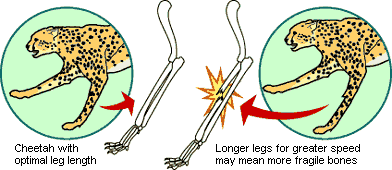 Cheetah with
optimal leg length
Longer legs for greater speed
may mean more fragile bones